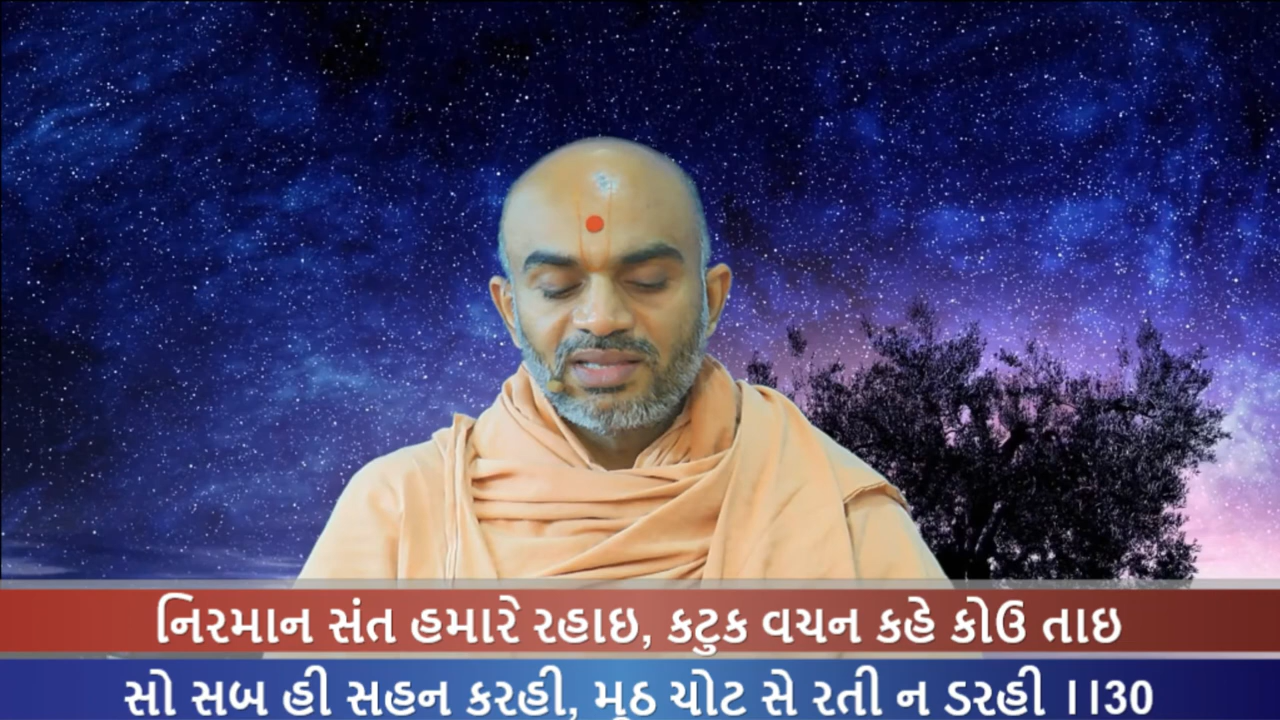 નિરમાન સંત હમારે રહાઇ, કટુક વચન કહે કોઉ તાઇ
સો સબ હી સહન કરહી, મૂઠ ચોટ સે રતી ન ડરહી ।।30